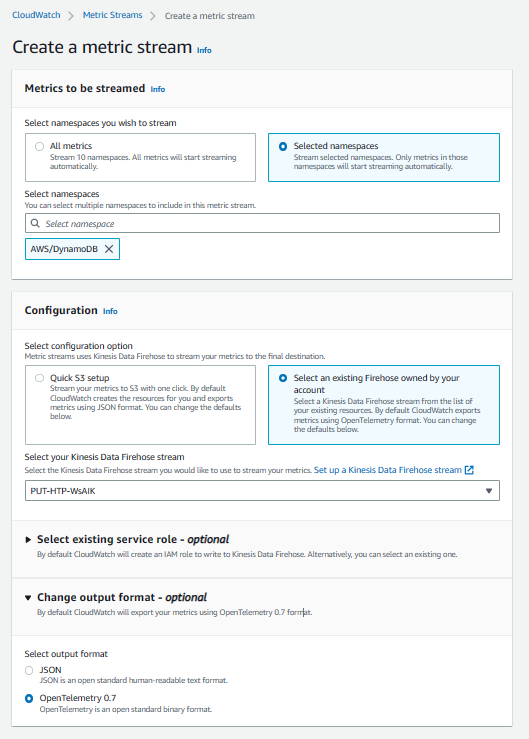 CloudWatch > Metric Streams > Create a metric stream
Create a metric stream Info
Metrics to be streamed Info
Select namespaces you wish to stream
All metrics
Stream 10 namespaces. All metrics will start streaming
automatically.
Selected namespaces
Stream selected namespaces. Only metrics in those
namespaces will start streaming automatically.
Select namespaces
You can select multiple namespaces to include in this metric stream.
Select namespace
AWS/DynamoDB
Configuration Info
Select configuration option
Metric streams uses Kinesis Data Firehose to stream your metrics to the final destination.
Quick S3 setup
Stream your metrics to S3 with one click. By default
CloudWatch creates the resources for you and exports
metrics using JSON format. You can change the defaults
below.
Select an existing Firehose owned by your
account
Select a Kinesis Data Firehose stream from the list of
your existing resources. By default CloudWatch exports
metrics using OpenTelemetry format. You can change
the defaults below.
Select your Kinesis Data Firehose stream
Select the Kinesis Data Firehose stream you would like to use to stream your metrics. Set up a Kinesis Data Firehose stream
PUT-HTP-WsAIK
Select existing service role - optional
By default CloudWatch will create an IAM role to write to Kinesis Data Firehose. Alternatively, you can select an existing one.
Change output format - optional
By default CloudWatch will export your metrics using OpenTelemetry 0.7 format.
Select output format
JSON
JSON is an open standard human-readable text format.
OpenTelemetry 0.7
OpenTelemetry is an open standard binary format.